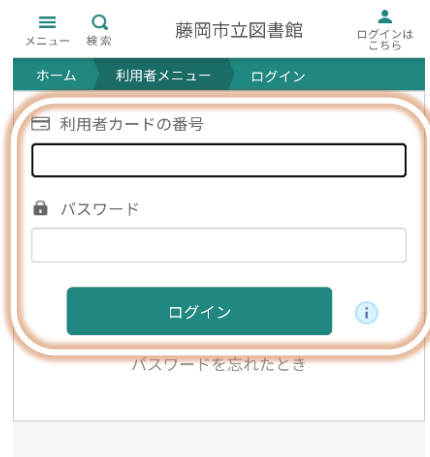 メニュー
検索
藤岡市立図書館
ログインは
こちら
ホーム
利用者メニュー
ログイン
利用者カードの番号
パスワード
ログイン
i
パスワードを忘れたとき